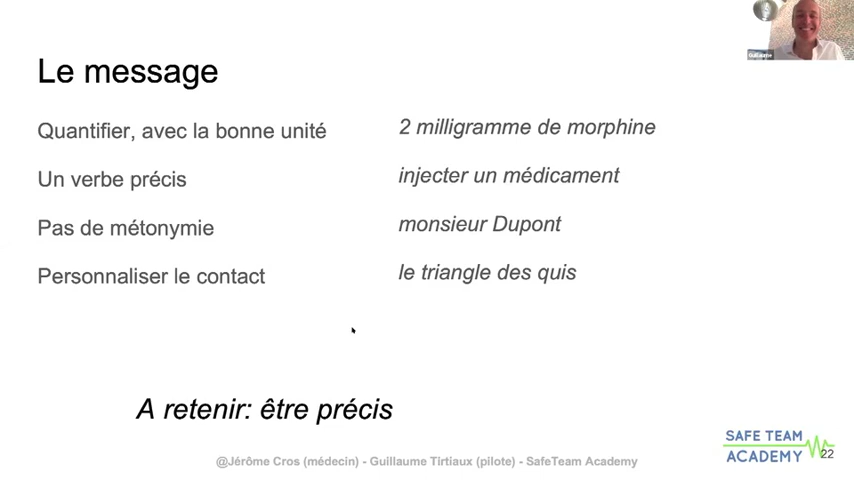 Guillaume
Le message
Quantifier, avec la bonne unité
2 milligramme de morphine
Un verbe précis
injecter un médicament
Pas de métonymie
monsieur Dupont
Personnaliser le contact
le triangle des quis
A retenir: être précis
@Jérôme Cros (médecin) - Guillaume Tirtiaux (pilote) - SafeTeam Academy
SAFE TEAM
ACADEMY
22